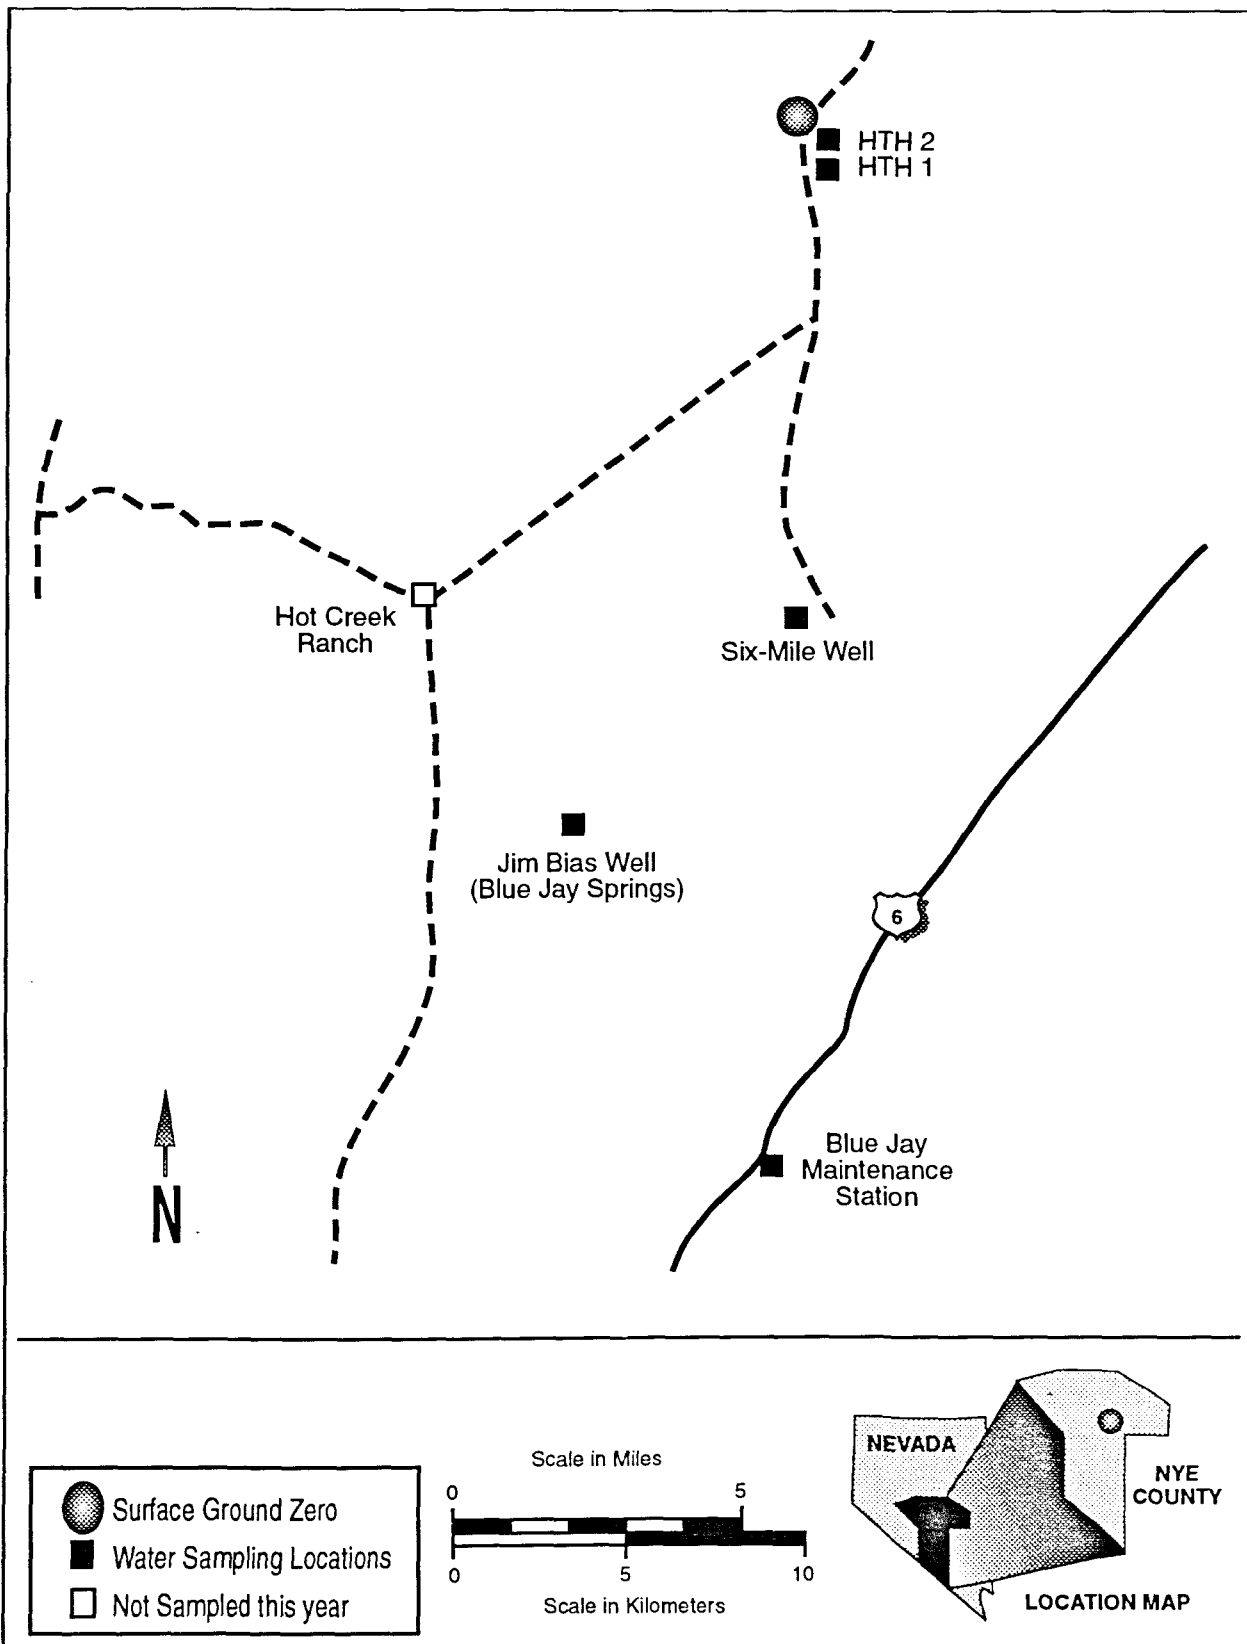 HTH 2
HTH 1
Hot Creek
Ranch
Six-Mile Well
Jim Bias Well
(Blue Jay Springs)
6
Blue Jay
Maintenance
Station
N
Surface Ground Zero
Water Sampling Locations
Not Sampled this year
Scale in Miles
0 5
0 5 10
Scale in Kilometers
NEVADA
NYE
COUNTY
LOCATION MAP